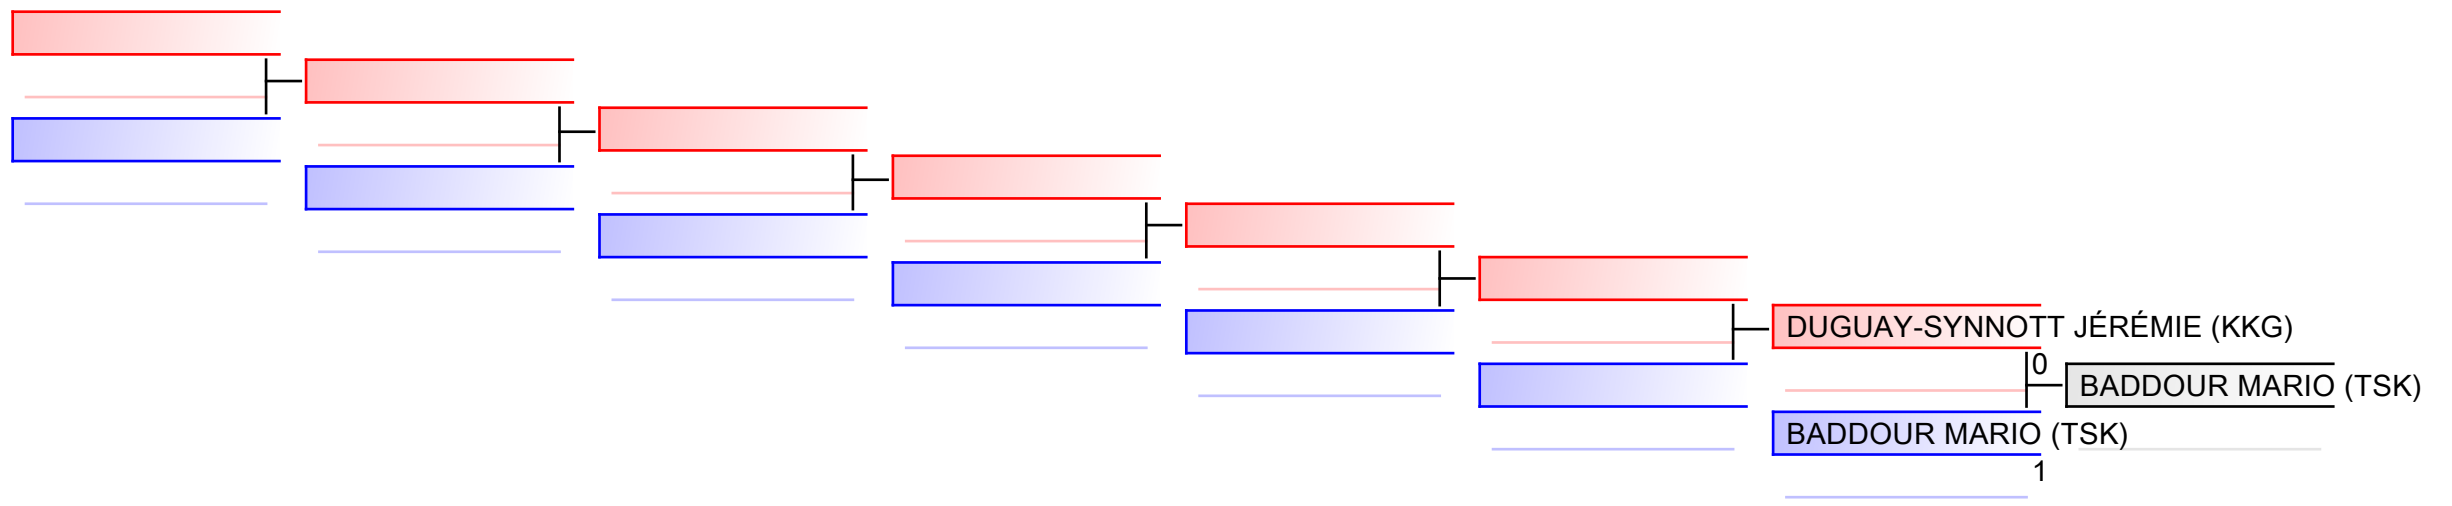 DUGUAY-SYNNOTT JÉRÉMIE (KKG)
0
BADDOUR MARIO (TSK)
BADDOUR MARIO (TSK)
1